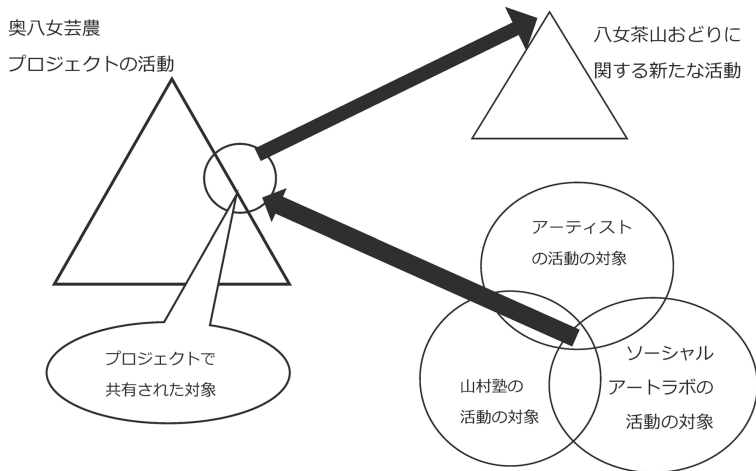 奥八女芸農
プロジェクトの活動
八女茶山おどりに
関する新たな活動
アーティスト
の活動の対象
プロジェクトで
共有された対象
山村塾の
活動の対象
ソーシャル
アートラボの
活動の対象